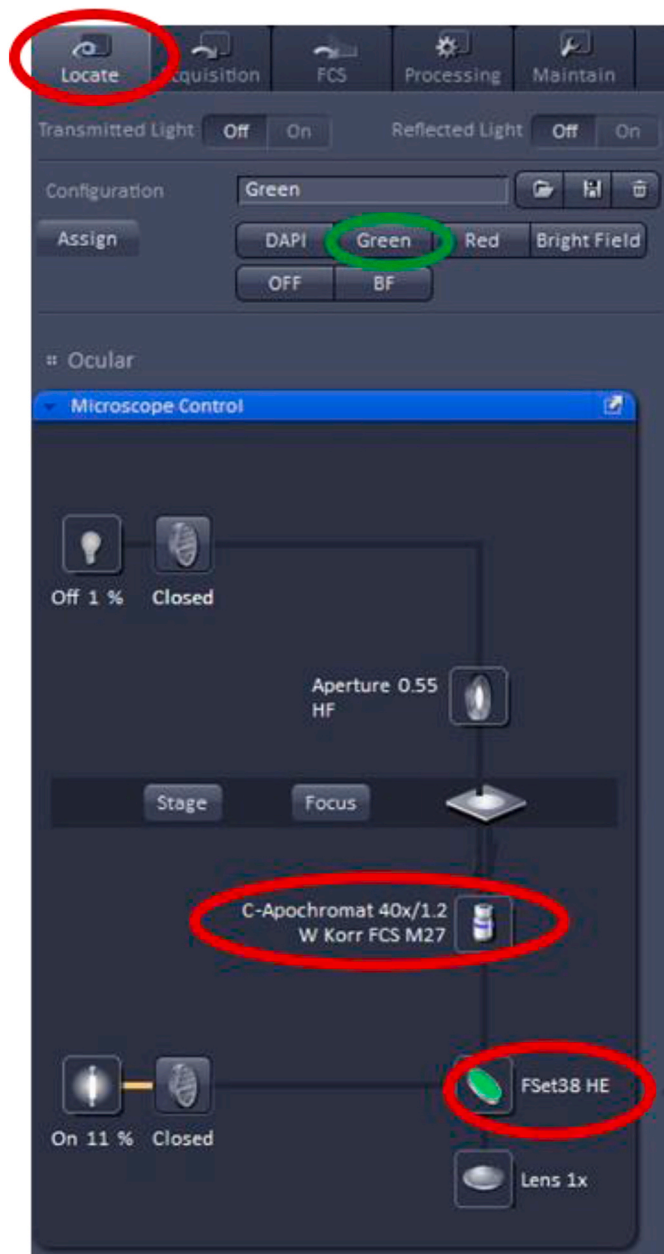 Locate Acquisition FCS Processing Maintain
Transmitted Light Off On Reflected Light Off On
Configuration Green
Assign DAPI Green Red Bright Field
OFF BF
Ocular
Microscope Control
Off 1 % Closed
Aperture 0.55
HF
Stage Focus
C-Apochromat 40x/1.2
W Korr FCS M27
FSet38 HE
On 11 % Closed
Lens 1x